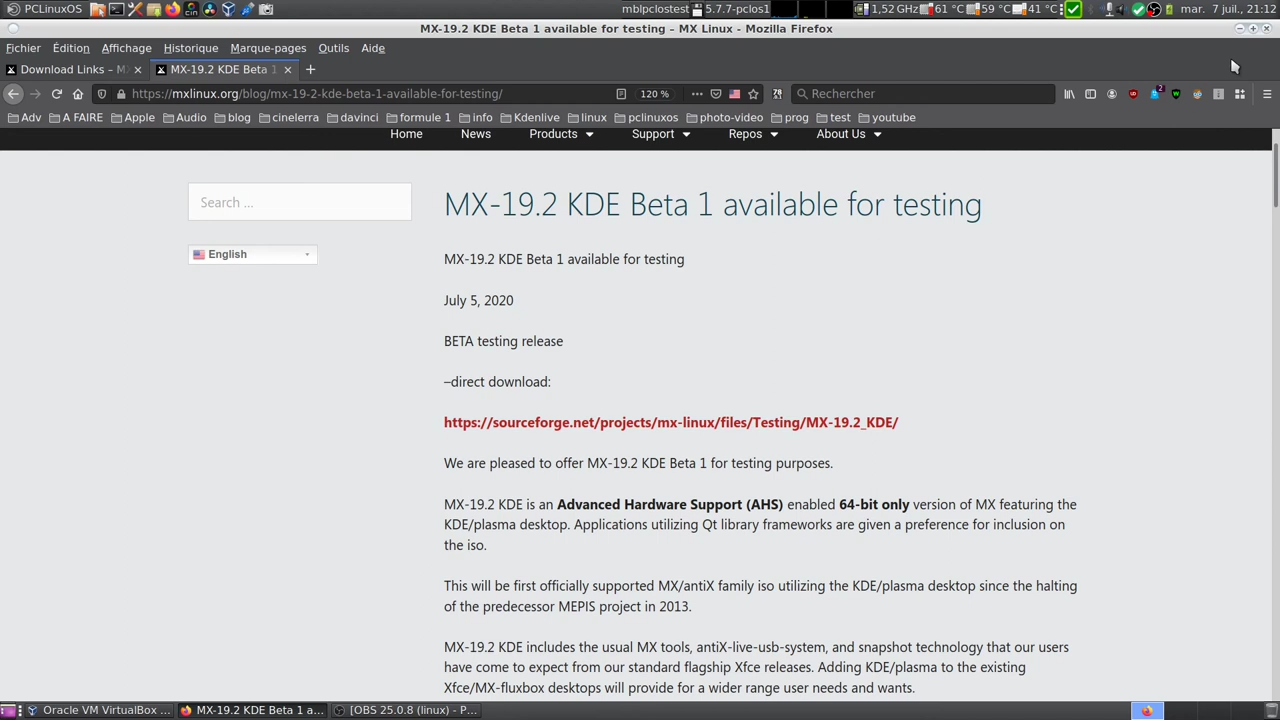 PCLinuxOS mblpclostest 5.7.7-pclos1 1,22 GHz 61 °C 59 °C 41 °C mar. 7 juil., 21:12
MX-19.2 KDE Beta 1 available for testing - MX Linux - Mozilla Firefox
Fichier Édition Affichage Historique Marque-pages Outils Aide
Download Links – M MX-19.2 KDE Beta 1
https://mxlinux.org/blog/mx-19-2-kde-beta-1-available-for-testing/ 120 % Rechercher
Adv A FAIRE Apple Audio blog cinelerra davinci formule 1 info Kdenlive linux pclinuxos photo-video prog test youtube
Home News Products Support Repos About Us
Search ...
English
MX-19.2 KDE Beta 1 available for testing
MX-19.2 KDE Beta 1 available for testing
July 5, 2020
BETA testing release
–direct download:
https://sourceforge.net/projects/mx-linux/files/Testing/MX-19.2_KDE/
We are pleased to offer MX-19.2 KDE Beta 1 for testing purposes.
MX-19.2 KDE is an Advanced Hardware Support (AHS) enabled 64-bit only version of MX featuring the
KDE/plasma desktop. Applications utilizing Qt library frameworks are given a preference for inclusion on
the iso.
This will be first officially supported MX/antiX family iso utilizing the KDE/plasma desktop since the halting
of the predecessor MEPIS project in 2013.
MX-19.2 KDE includes the usual MX tools, antiX-live-usb-system, and snapshot technology that our users
have come to expect from our standard flagship Xfce releases. Adding KDE/plasma to the existing
Xfce/MX-fluxbox desktops will provide for a wider range user needs and wants.
Oracle VM VirtualBox ... MX-19.2 KDE Beta 1 a... [OBS 25.0.8 (linux) - P...